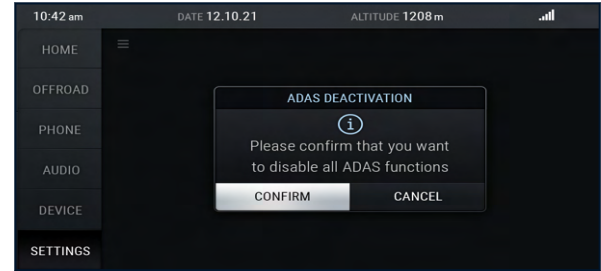 10:42 am DATE 12.10.21 ALTITUDE 1208 m
HOME
OFFROAD
PHONE
AUDIO
DEVICE
SETTINGS
ADAS DEACTIVATION
i
Please confirm that you want
to disable all ADAS functions
CONFIRM CANCEL